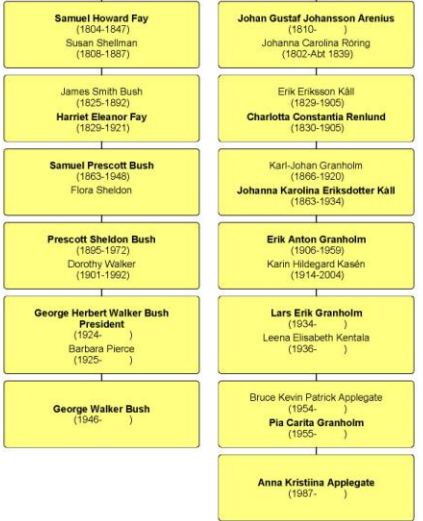 Samuel Howard Fay
(1804-1847)
Susan Shellman
(1808-1887)
James Smith Bush
(1825-1892)
Harriet Eleanor Fay
(1829-1921)
Samuel Prescott Bush
(1863-1948)
Flora Sheldon
Prescott Sheldon Bush
(1895-1972)
Dorothy Walker
(1901-1992)
George Herbert Walker Bush
President
(1924-       )
Barbara Pierce
(1925-       )
George Walker Bush
(1946-       )
Johan Gustaf Johansson Arenius
(1810-       )
Johanna Carolina Röring
(1802-Abt 1839)
Erik Eriksson Käll
(1829-1905)
Charlotta Constantia Renlund
(1830-1905)
Karl-Johan Granholm
(1866-1920)
Johanna Karolina Eriksdotter Käll
(1863-1934)
Erik Anton Granholm
(1906-1959)
Karin Hildegard Kasén
(1914-2004)
Lars Erik Granholm
(1934-       )
Leena Elisabeth Kentala
(1936-       )
Bruce Kevin Patrick Applegate
(1954-       )
Pia Carita Granholm
(1955-       )
Anna Kristiina Applegate
(1987-       )